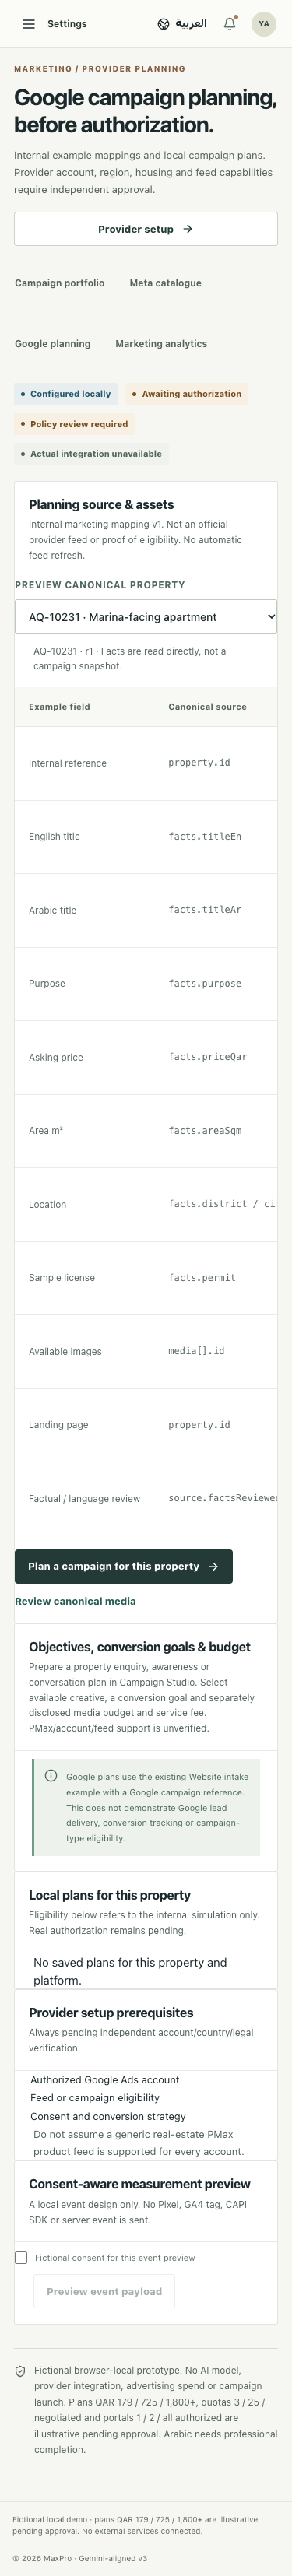 Settings
العربية
YA
MARKETING / PROVIDER PLANNING
Google campaign planning,
before authorization.
Internal example mappings and local campaign plans.
Provider account, region, housing and feed capabilities
require independent approval.
Provider setup
Campaign portfolio
Meta catalogue
Google planning
Marketing analytics
Configured locally
Awaiting authorization
Policy review required
Actual integration unavailable
Planning source & assets
Internal marketing mapping v1. Not an official
provider feed or proof of eligibility. No automatic
feed refresh.
PREVIEW CANONICAL PROPERTY
AQ-10231 · Marina-facing apartment
AQ-10231 · r1 · Facts are read directly, not a
campaign snapshot.
Example field Canonical source
Internal reference property.id
English title facts.titleEn
Arabic title facts.titleAr
Purpose facts.purpose
Asking price facts.priceQar
Area m² facts.areaSqm
Location facts.district / ci
Sample license facts.permit
Available images media[].id
Landing page property.id
Factual / language review source.factsReviewed
Plan a campaign for this property
Review canonical media
Objectives, conversion goals & budget
Prepare a property enquiry, awareness or
conversation plan in Campaign Studio. Select
available creative, a conversion goal and separately
disclosed media budget and service fee.
PMax/account/feed support is unverified.
Google plans use the existing Website intake
example with a Google campaign reference.
This does not demonstrate Google lead
delivery, conversion tracking or campaign-
type eligibility.
Local plans for this property
Eligibility below refers to the internal simulation only.
Real authorization remains pending.
No saved plans for this property and
platform.
Provider setup prerequisites
Always pending independent account/country/legal
verification.
Authorized Google Ads account
Feed or campaign eligibility
Consent and conversion strategy
Do not assume a generic real-estate PMax
product feed is supported for every account.
Consent-aware measurement preview
A local event design only. No Pixel, GA4 tag, CAPI
SDK or server event is sent.
Fictional consent for this event preview
Preview event payload
Fictional browser-local prototype. No AI model,
provider integration, advertising spend or campaign
launch. Plans QAR 179 / 725 / 1,800+, quotas 3 / 25 /
negotiated and portals 1 / 2 / all authorized are
illustrative pending approval. Arabic needs professional
completion.
Fictional local demo · plans QAR 179 / 725 / 1,800+ are illustrative
pending approval. No external services connected.
© 2026 MaxPro · Gemini-aligned v3